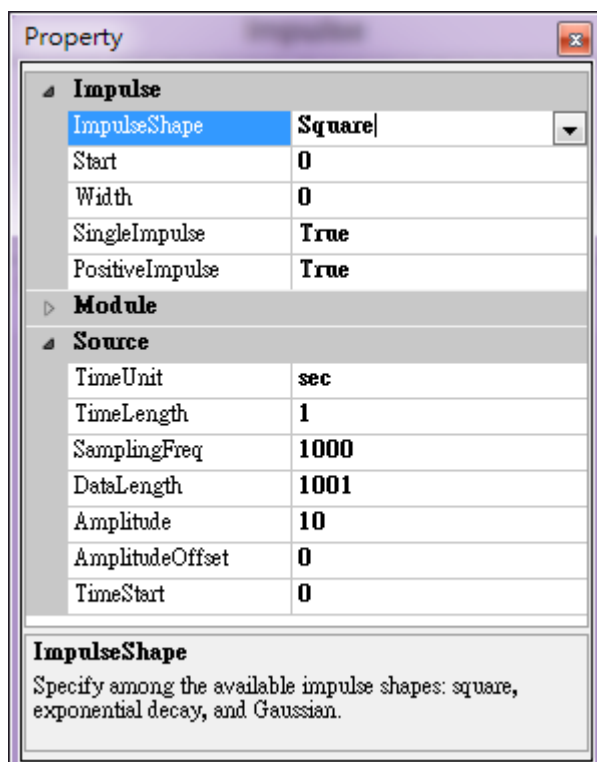 Property
Impulse
ImpulseShape Square
Start 0
Width 0
SingleImpulse True
PositiveImpulse True
Module
Source
TimeUnit sec
TimeLength 1
SamplingFreq 1000
DataLength 1001
Amplitude 10
AmplitudeOffset 0
TimeStart 0
ImpulseShape
Specify among the available impulse shapes: square,
exponential decay, and Gaussian.